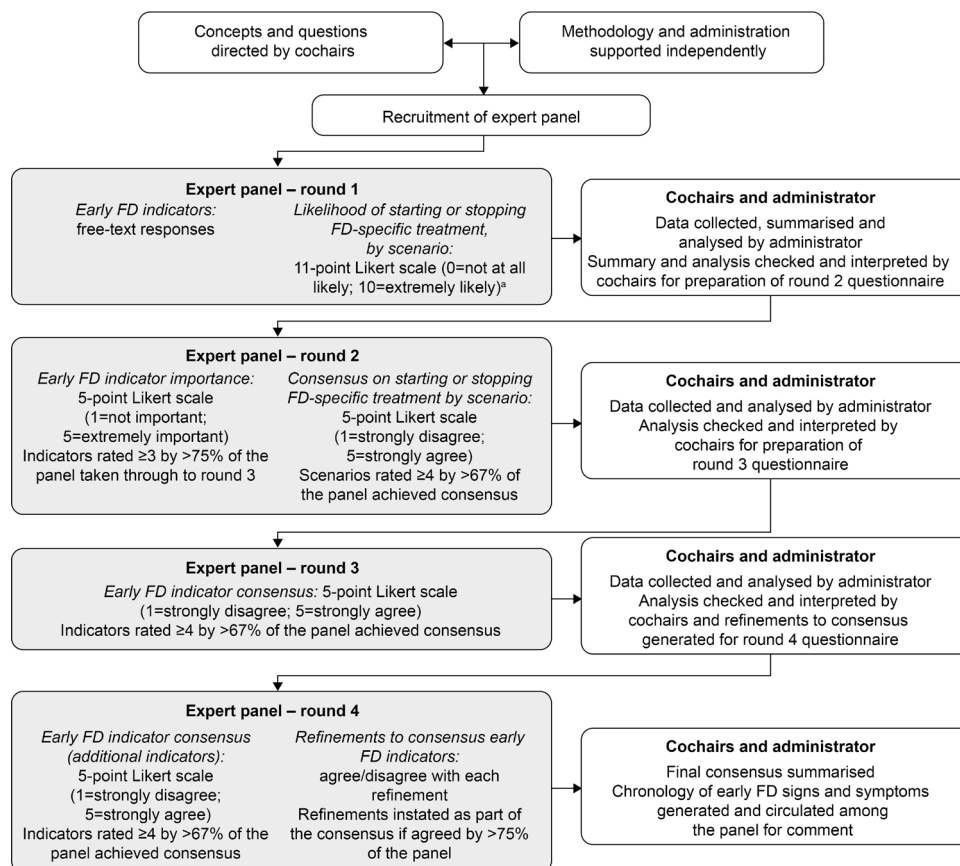 Concepts and questions
directed by cochairs
Methodology and administration
supported independently
Recruitment of expert panel
Expert panel – round 1
Early FD indicators:
free-text responses
Likelihood of starting or stopping
FD-specific treatment,
by scenario:
11-point Likert scale (0=not at all
likely; 10=extremely likely)ᵃ
Cochairs and administrator
Data collected, summarised and
analysed by administrator
Summary and analysis checked and interpreted by
cochairs for preparation of round 2 questionnaire
Expert panel – round 2
Early FD indicator importance:
5-point Likert scale
(1=not important;
5=extremely important)
Indicators rated ≥3 by >75% of the
panel taken through to round 3
Consensus on starting or stopping
FD-specific treatment by scenario:
5-point Likert scale
(1=strongly disagree;
5=strongly agree)
Scenarios rated ≥4 by >67% of
the panel achieved consensus
Cochairs and administrator
Data collected and analysed by administrator
Analysis checked and interpreted by
cochairs for preparation of
round 3 questionnaire
Expert panel – round 3
Early FD indicator consensus: 5-point Likert scale
(1=strongly disagree; 5=strongly agree)
Indicators rated ≥4 by >67% of the panel achieved consensus
Cochairs and administrator
Data collected and analysed by administrator
Analysis checked and interpreted by
cochairs and refinements to consensus
generated for round 4 questionnaire
Expert panel – round 4
Early FD indicator consensus
(additional indicators):
5-point Likert scale
(1=strongly disagree;
5=strongly agree)
Indicators rated ≥4 by >67% of the
panel achieved consensus
Refinements to consensus early
FD indicators:
agree/disagree with each
refinement
Refinements instated as part of
the consensus if agreed by >75%
of the panel
Cochairs and administrator
Final consensus summarised
Chronology of early FD signs and symptoms
generated and circulated among
the panel for comment